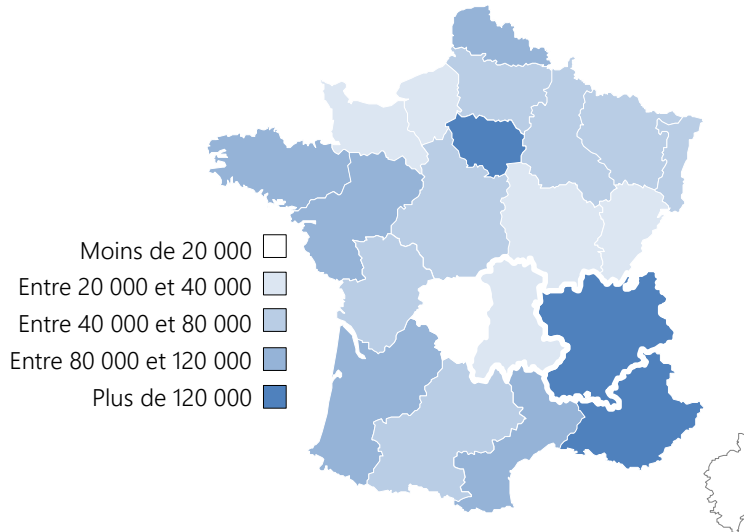 Moins de 20 000
Entre 20 000 et 40 000
Entre 40 000 et 80 000
Entre 80 000 et 120 000
Plus de 120 000